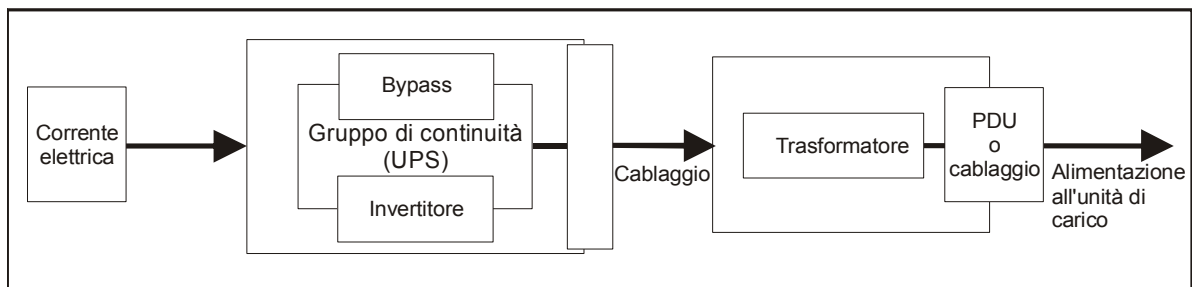 Corrente
elettrica
Bypass
Gruppo di continuità
(UPS)
Invertitore
Cablaggio
Trasformatore
PDU
o
cablaggio
Alimentazione
all'unità di
carico